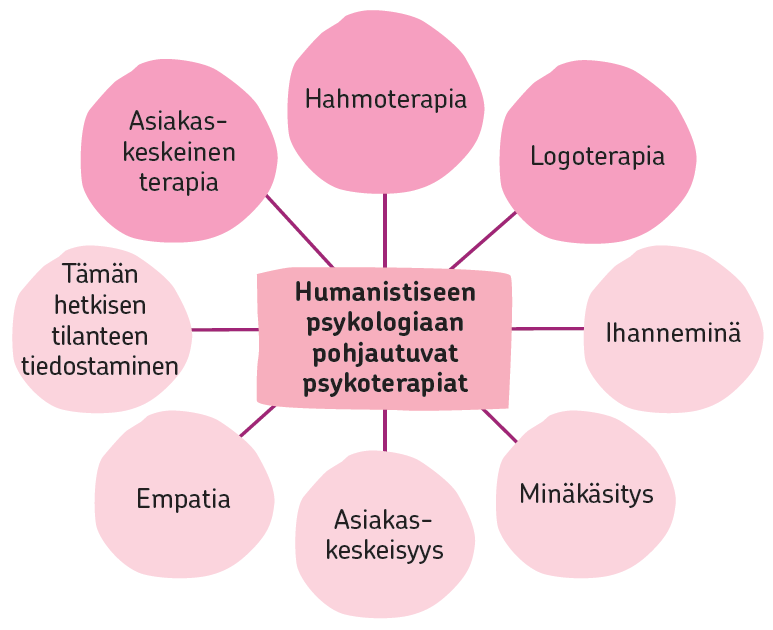 Hahmoterapia
Asiakas-
keskeinen
terapia
Logoterapia
Tämän
hetkisen
tilanteen
tiedostaminen
Humanistiseen
psykologiaan
pohjautuvat
psykoterapiat
Ihanneminä
Empatia
Asiakas-
keskeisyys
Minäkäsitys